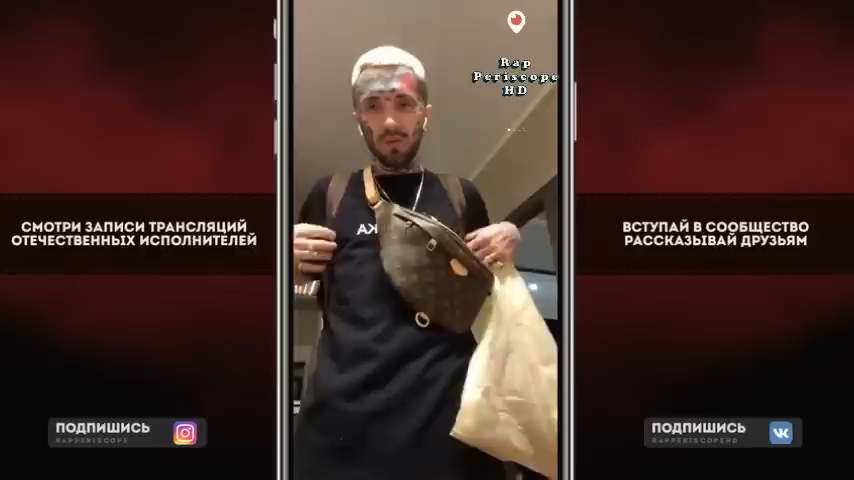 Rap
Periscope
HD
СМОТРИ ЗАПИСИ ТРАНСЛЯЦИЙ
ОТЕЧЕСТВЕННЫХ ИСПОЛНИТЕЛЕЙ
ВСТУПАЙ В СООБЩЕСТВО
РАССКАЗЫВАЙ ДРУЗЬЯМ
ПОДПИШИСЬ
RAPPERISCOPE
ПОДПИШИСЬ
RAPPERISCOPEHD